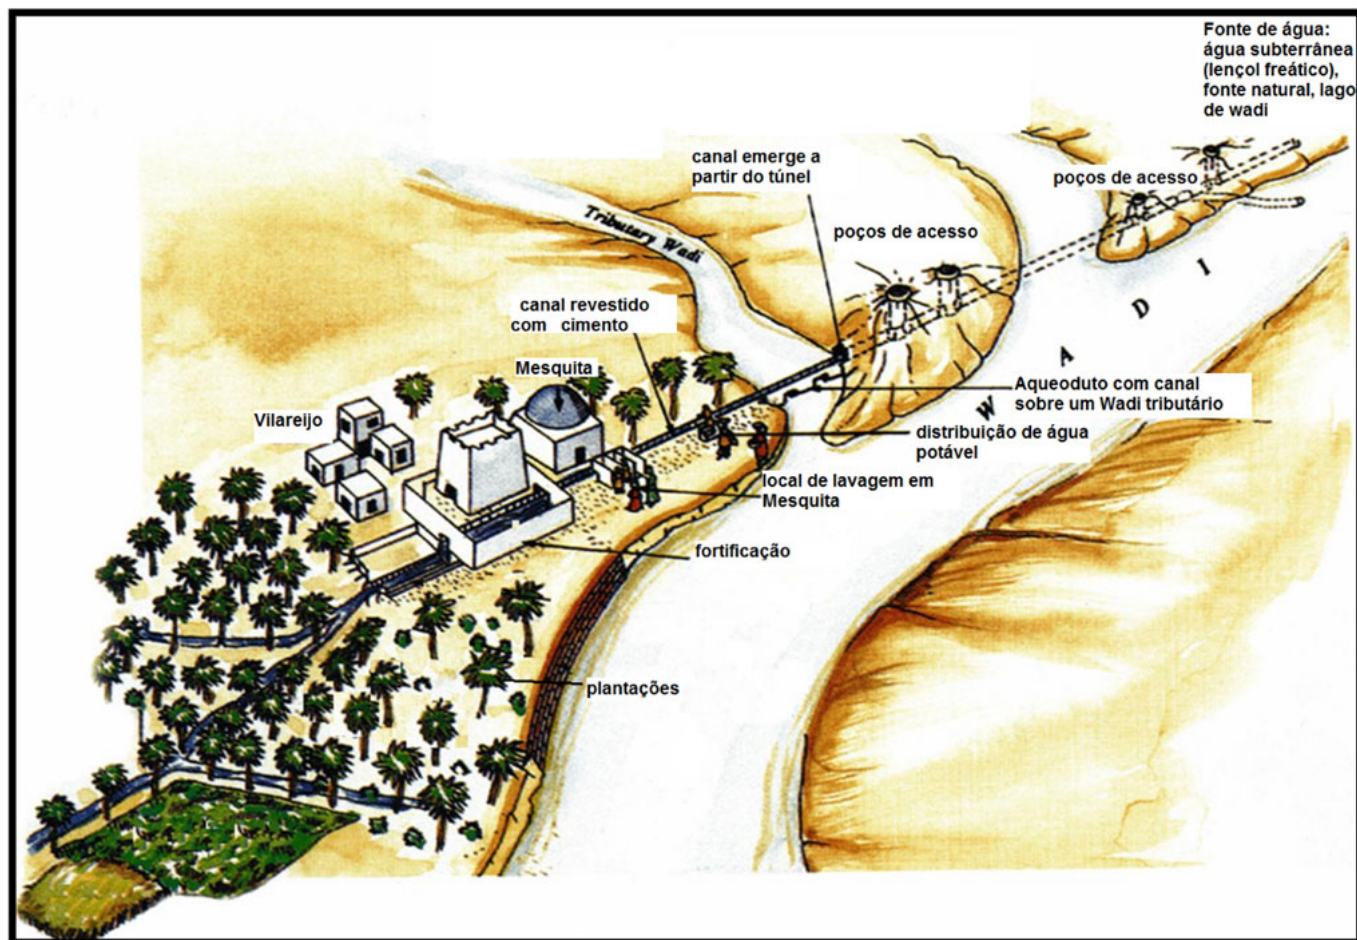 Fonte de água:
água subterrânea
(lençol freático),
fonte natural, lago
de wadi
canal emerge a
partir do túnel
poços de acesso
poços de acesso
Tributary Wadi
canal revestido
com cimento
Mesquita
Vilareijo
W A D I
Aqueoduto com canal
sobre um Wadi tributário
distribuição de água
potável
local de lavagem em
Mesquita
fortificação
plantações